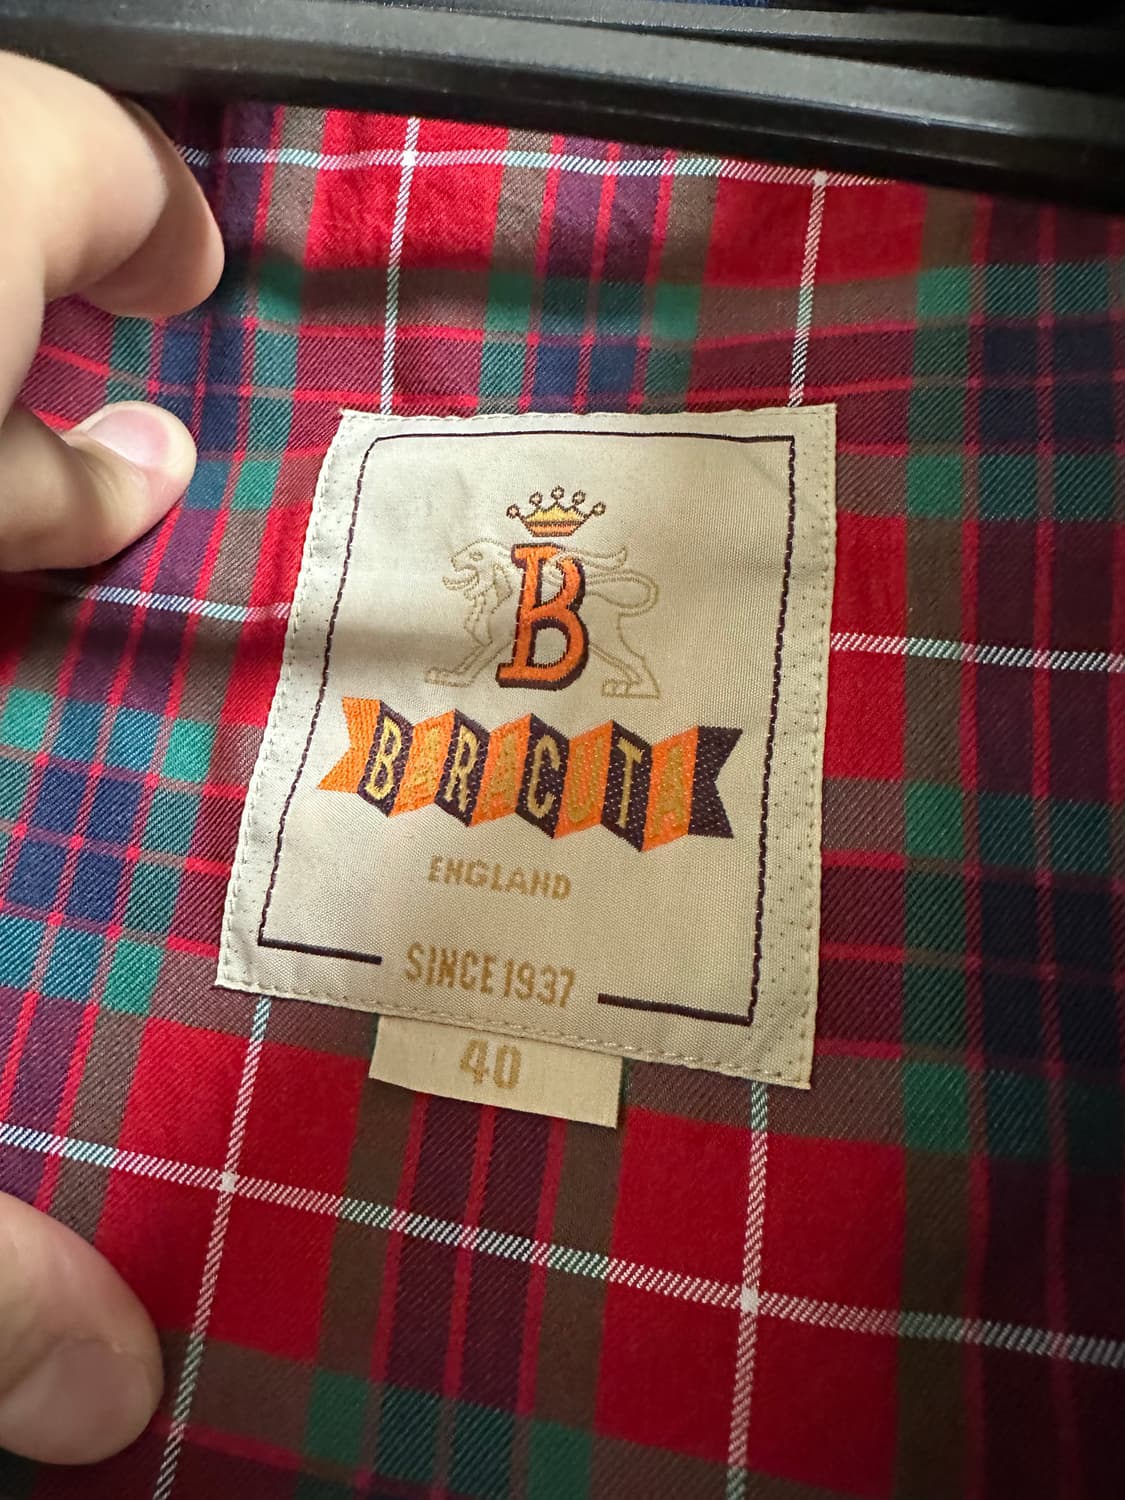 B
BARACUTA
ENGLAND
SINCE 1937
40